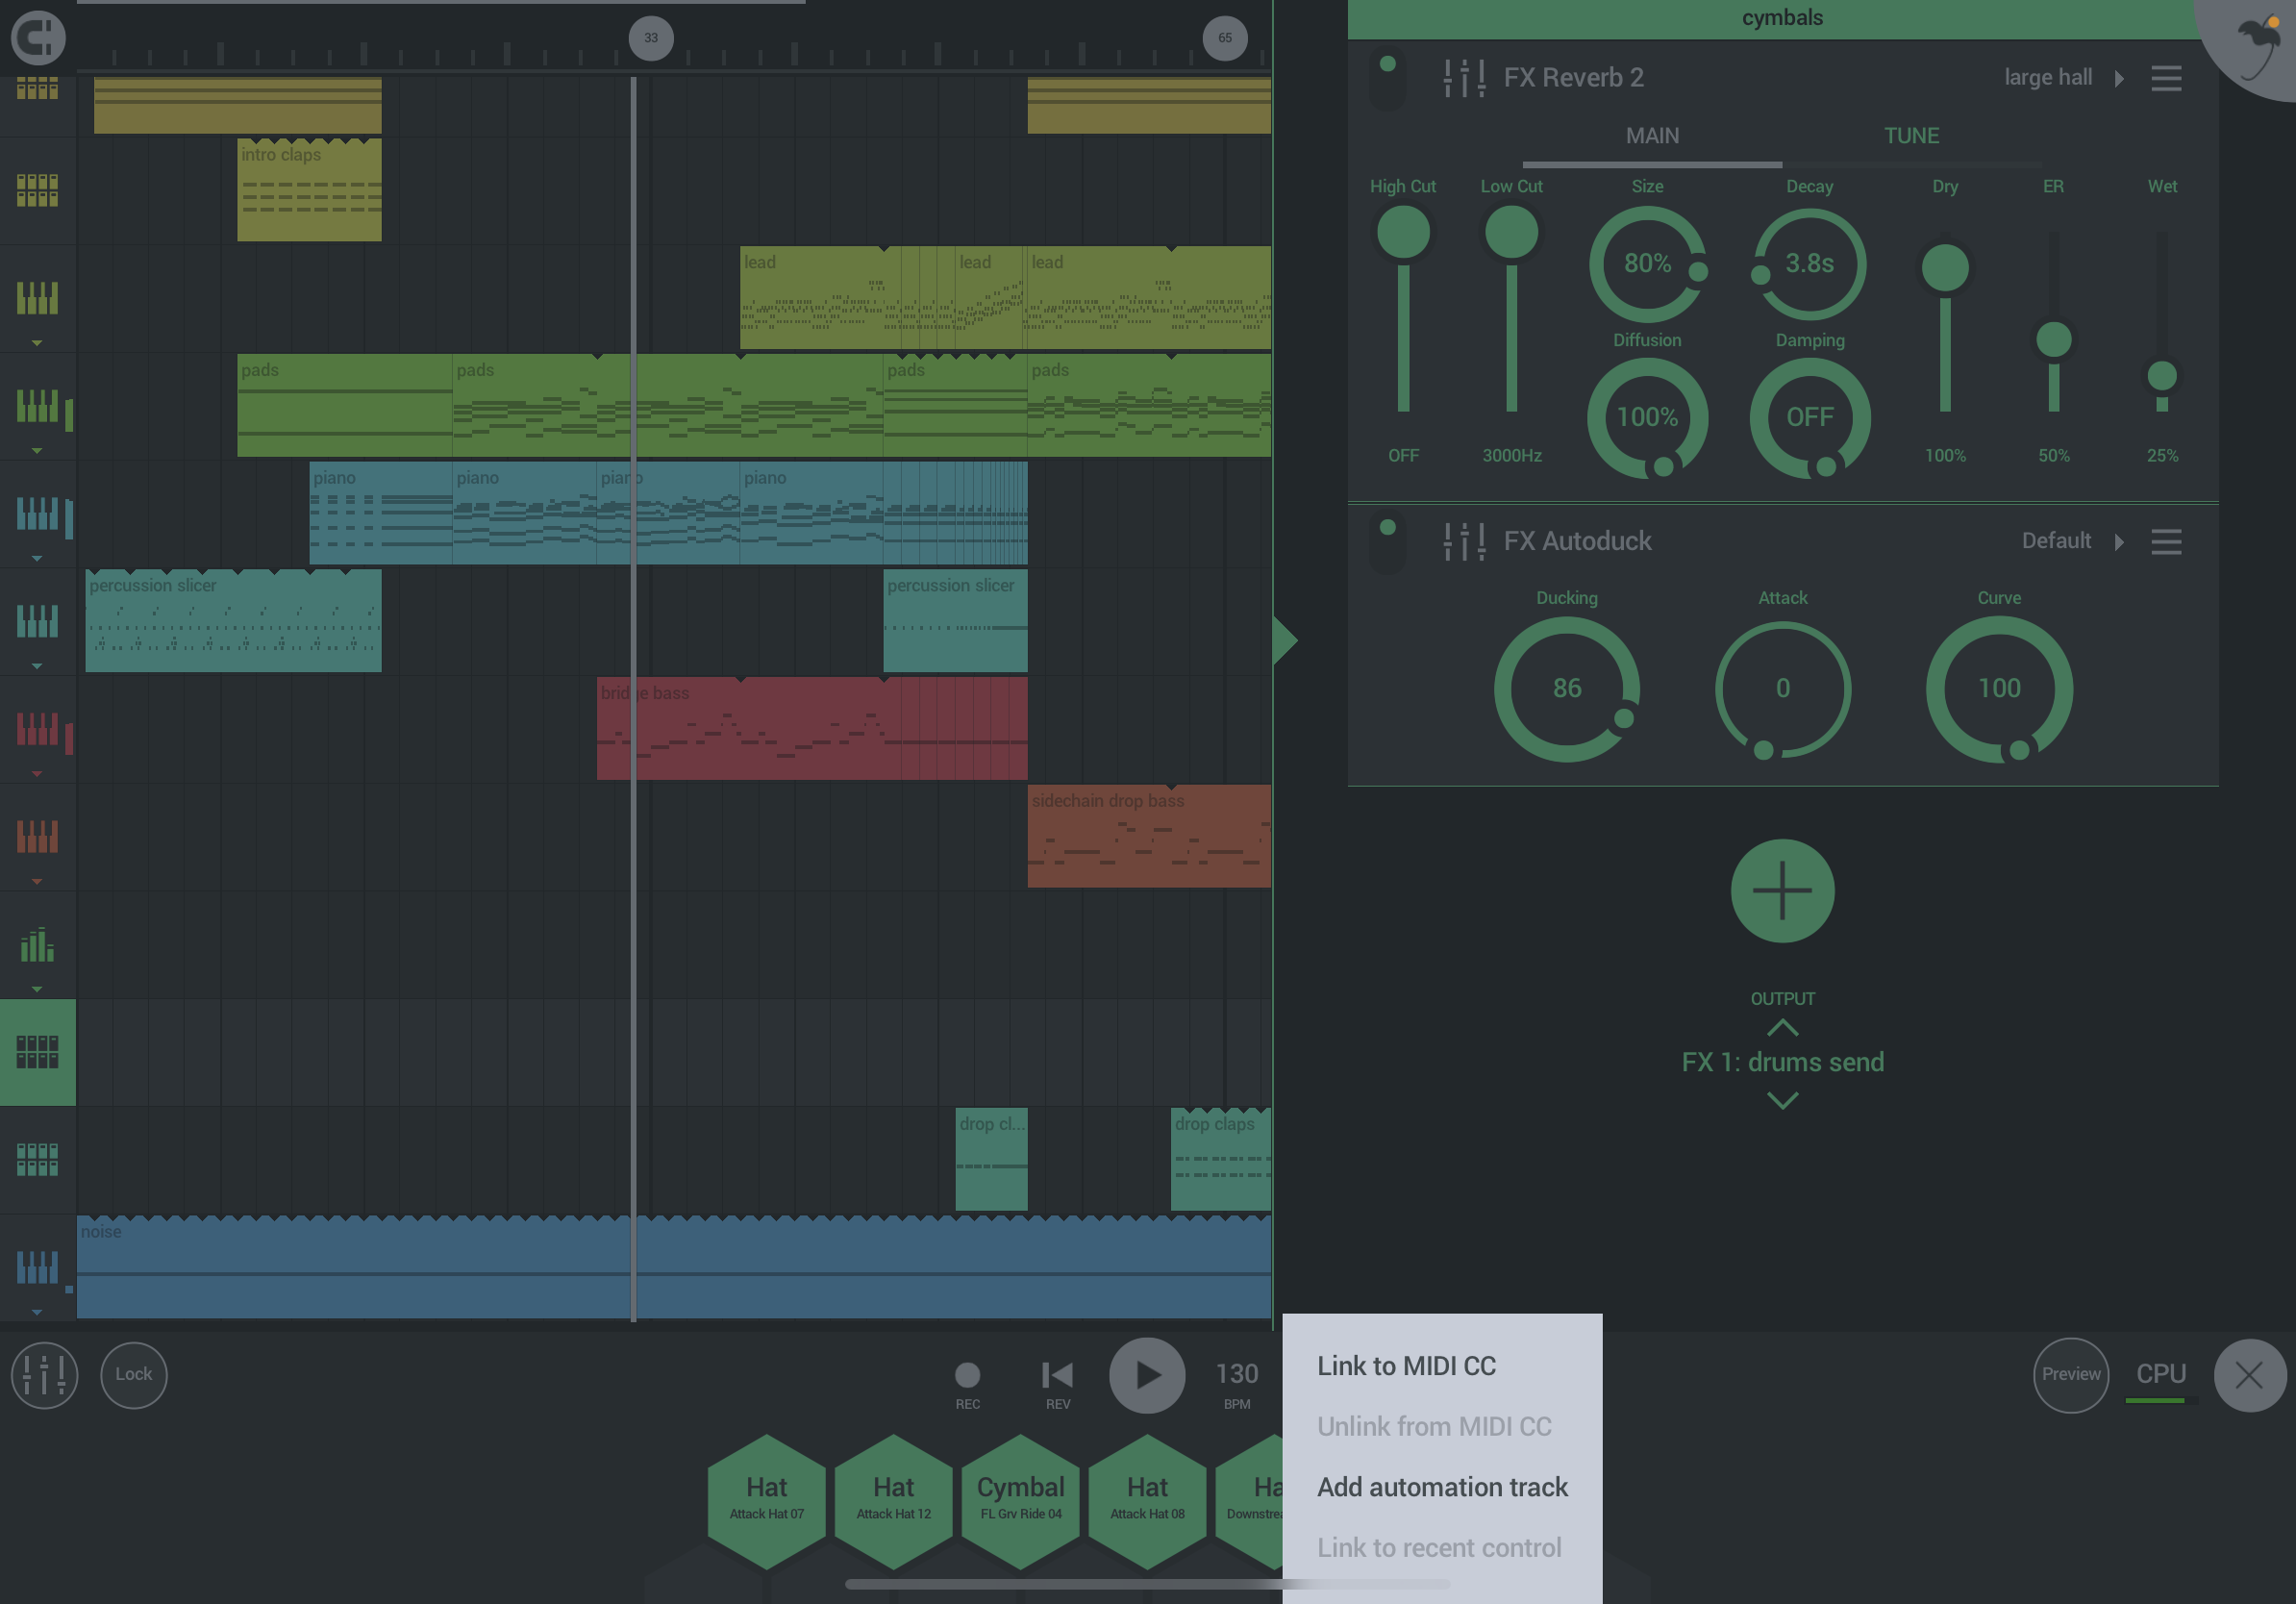 33
65
cymbals
FX Reverb 2
large hall
MAIN
TUNE
High Cut
Low Cut
Size
Decay
Dry
ER
Wet
80%
3.8s
Diffusion
Damping
100%
OFF
OFF
3000Hz
100%
50%
25%
FX Autoduck
Default
Ducking
Attack
Curve
86
0
100
OUTPUT
FX 1: drums send
intro claps
lead
lead
lead
pads
pads
pads
pads
piano
piano
piano
piano
percussion slicer
percussion slicer
bridge bass
sidechain drop bass
drop cl...
drop claps
noise
Lock
REC
REV
130
BPM
Preview
CPU
Link to MIDI CC
Unlink from MIDI CC
Add automation track
Link to recent control
Hat
Attack Hat 07
Hat
Attack Hat 12
Cymbal
FL Grv Ride 04
Hat
Attack Hat 08
Ha
Downstrea